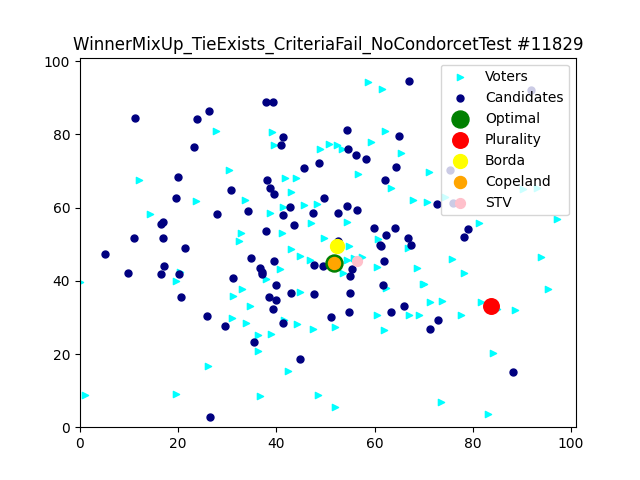 WinnerMixUp_TieExists_CriteriaFail_NoCondorcetTest #11829
100
80
60
40
20
0
0
20
40
60
80
100
Voters
Candidates
Optimal
Plurality
Borda
Copeland
STV